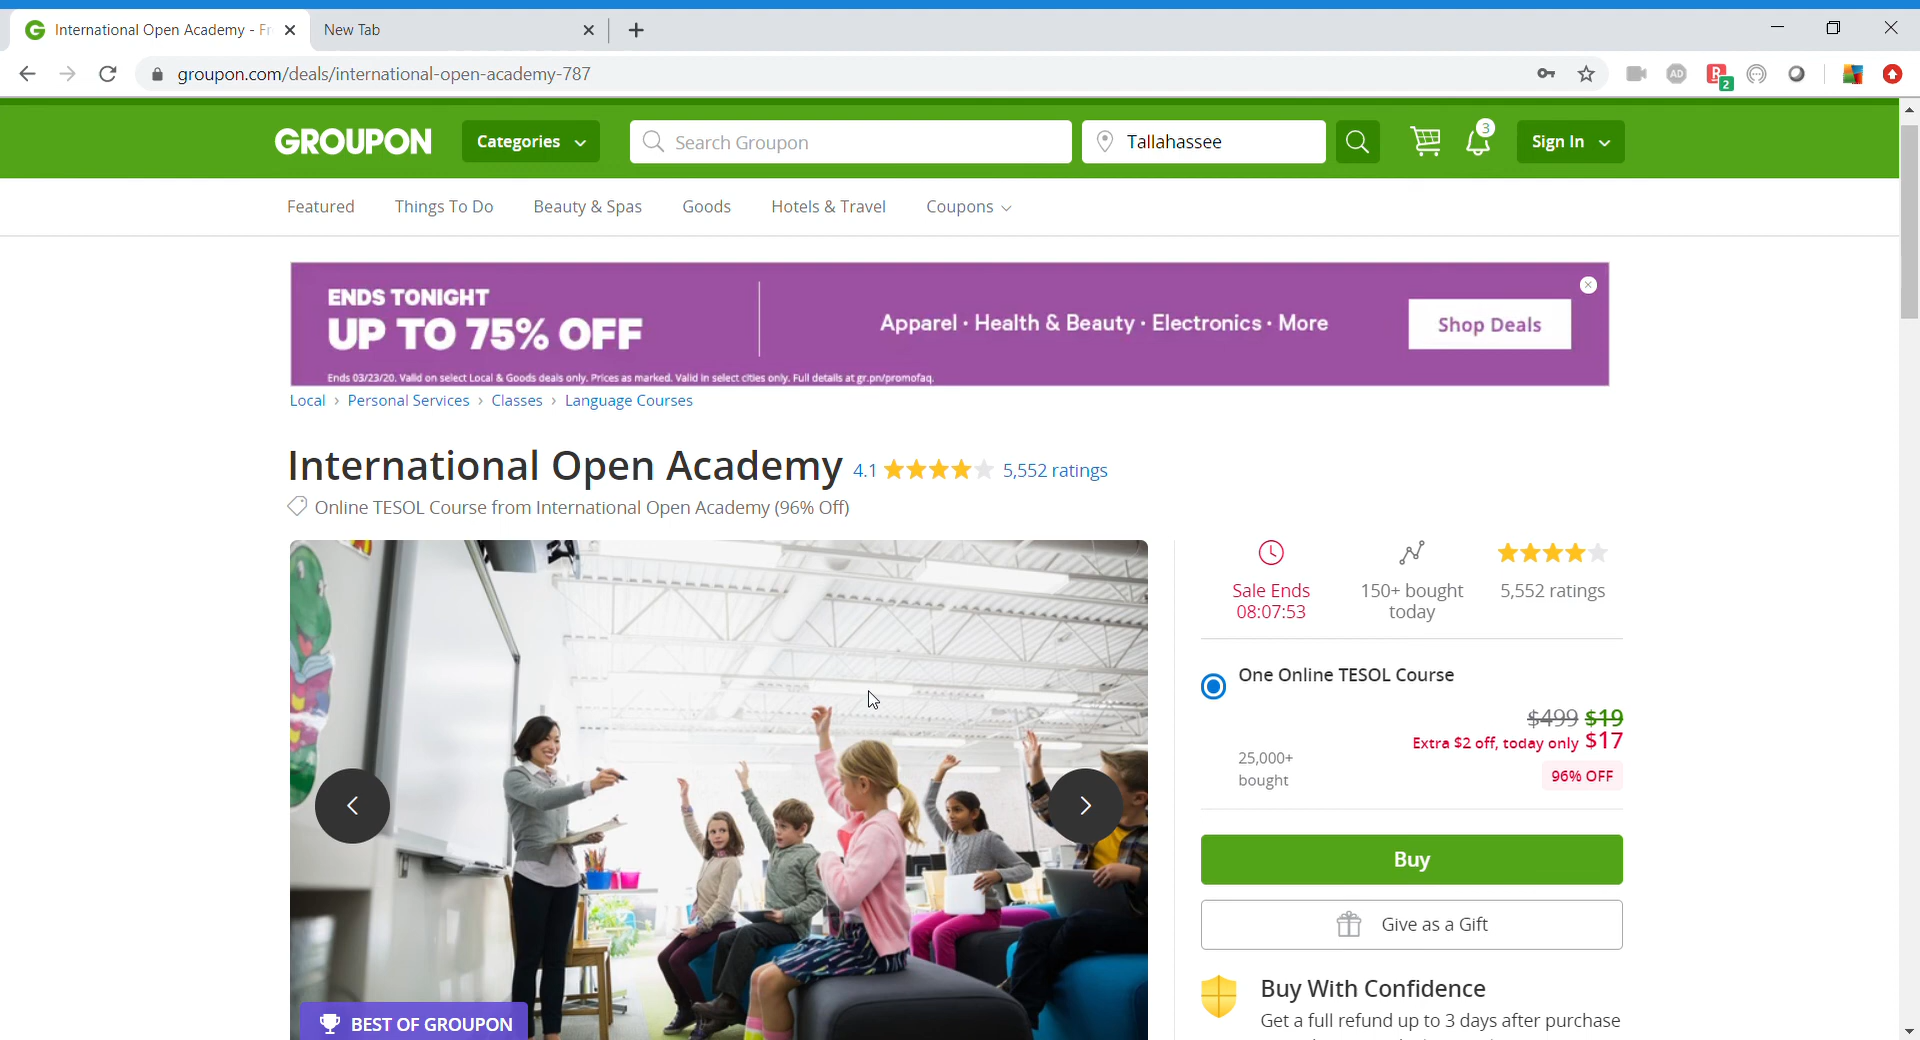 International Open Academy - Fr
New Tab
groupon.com/deals/international-open-academy-787
AD
2
GROUPON
Categories
Search Groupon
Tallahassee
3
Sign In
Featured
Things To Do
Beauty & Spas
Goods
Hotels & Travel
Coupons
ENDS TONIGHT
UP TO 75% OFF
Ends 03/23/20. Valid on select Local & Goods deals only. Prices as marked. Valid in select cities only. Full details at gr.pn/promofaq.
Apparel · Health & Beauty · Electronics · More
Shop Deals
Local › Personal Services › Classes › Language Courses
International Open Academy 4.1 5,552 ratings
Online TESOL Course from International Open Academy (96% Off)
Sale Ends
08:07:53
150+ bought
today
5,552 ratings
One Online TESOL Course
$499 $19
Extra $2 off, today only $17
25,000+
bought
96% OFF
Buy
Give as a Gift
Buy With Confidence
Get a full refund up to 3 days after purchase
BEST OF GROUPON